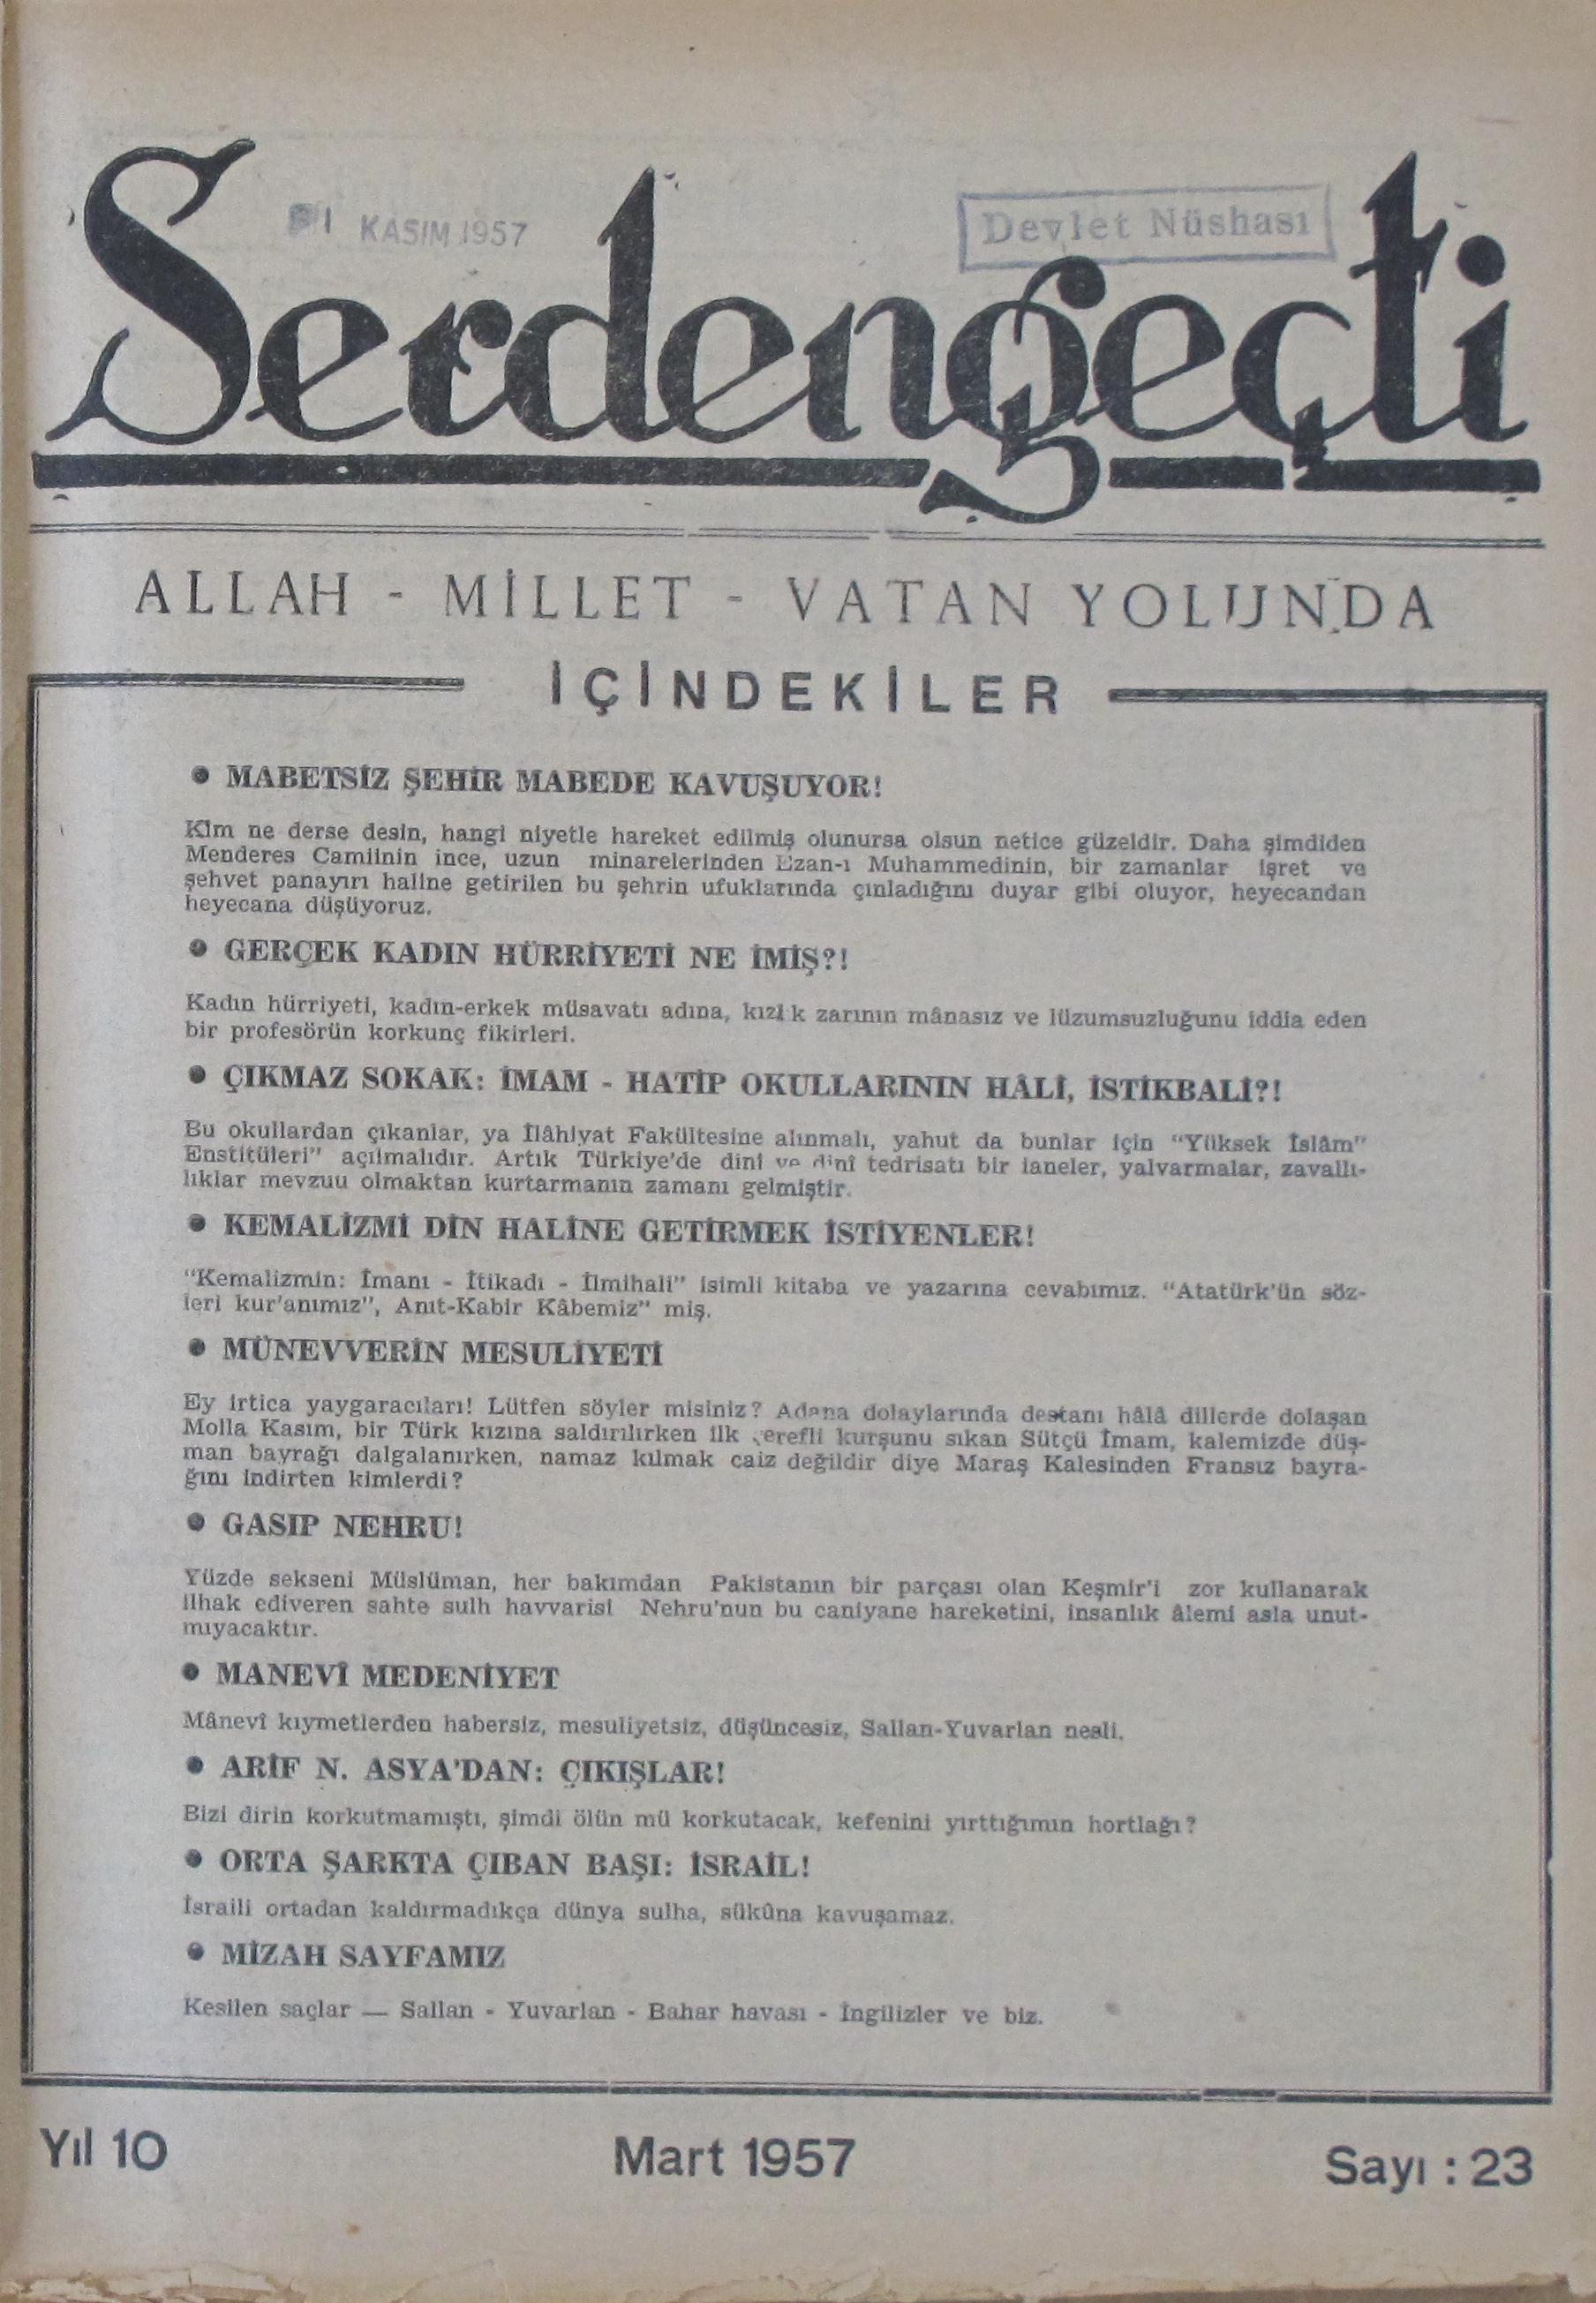 1 KASIM 1957
Devlet Nüshası
Serdengeçti
ALLAH - MİLLET - VATAN YOLUNDA
İÇİNDEKİLER
● MABETSİZ ŞEHİR MABEDE KAVUŞUYOR!
Kim ne derse desin, hangi niyetle hareket edilmiş olunursa olsun netice güzeldir. Daha şimdiden
Menderes Camiinin ince, uzun minarelerinden Ezan-ı Muhammedinin, bir zamanlar işret ve
şehvet panayırı haline getirilen bu şehrin ufuklarında çınladığını duyar gibi oluyor, heyecandan
heyecana düşüyoruz.
● GERÇEK KADIN HÜRRİYETİ NE İMİŞ?!
Kadın hürriyeti, kadın-erkek müsavatı adına, kızlık zarının mânasız ve lüzumsuzluğunu iddia eden
bir profesörün korkunç fikirleri.
● ÇIKMAZ SOKAK: İMAM - HATİP OKULLARININ HÂLİ, İSTİKBALİ?!
Bu okullardan çıkanlar, ya İlâhiyat Fakültesine alınmalı, yahut da bunlar için "Yüksek İslâm"
Enstitüleri" açılmalıdır. Artık Türkiye'de dini ve dinî tedrisatı bir ianeler, yalvarmalar, zavallı-
lıklar mevzuu olmaktan kurtarmanın zamanı gelmiştir.
● KEMALİZMİ DİN HALİNE GETİRMEK İSTİYENLER!
"Kemalizmin: İmanı - İtikadı - İlmihali" isimli kitaba ve yazarına cevabımız. "Atatürk'ün söz-
leri kur'anımız", Anıt-Kabir Kâbemiz" miş.
● MÜNEVVERİN MESULİYETİ
Ey irtica yaygaracıları! Lütfen söyler misiniz? Adana dolaylarında destanı hâlâ dillerde dolaşan
Molla Kasım, bir Türk kızına saldırılırken ilk şerefli kurşunu sıkan Sütçü İmam, kalemizde düş-
man bayrağı dalgalanırken, namaz kılmak caiz değildir diye Maraş Kalesinden Fransız bayra-
ğını indirten kimlerdi?
● GASIP NEHRU!
Yüzde sekseni Müslüman, her bakımdan Pakistanın bir parçası olan Keşmir'i zor kullanarak
ilhak ediveren sahte sulh havvarisi Nehru'nun bu caniyane hareketini, insanlık âlemi asla unut-
mıyacaktır.
● MANEVÎ MEDENİYET
Mânevî kıymetlerden habersiz, mesuliyetsiz, düşüncesiz, Sallan-Yuvarlan nesli.
● ARİF N. ASYA'DAN: ÇIKIŞLAR!
Bizi dirin korkutmamıştı, şimdi ölün mü korkutacak, kefenini yırttığımın hortlağı?
● ORTA ŞARKTA ÇIBAN BAŞI: İSRAİL!
İsraili ortadan kaldırmadıkça dünya sulha, sükûna kavuşamaz.
● MİZAH SAYFAMIZ
Kesilen saçlar — Sallan - Yuvarlan - Bahar havası - İngilizler ve biz.
Yıl 10 Mart 1957 Sayı : 23